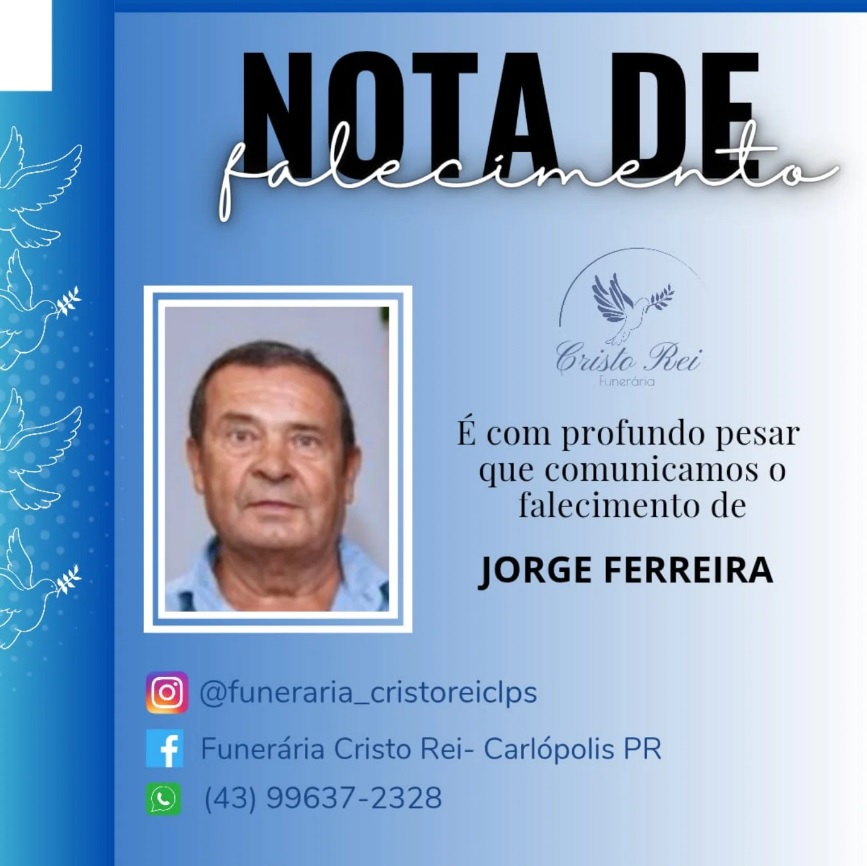 NOTA DE
falecimento
Cristo Rei
Funerária
É com profundo pesar
que comunicamos o
falecimento de
JORGE FERREIRA
@funeraria_cristoreiclps
Funerária Cristo Rei- Carlópolis PR
(43) 99637-2328